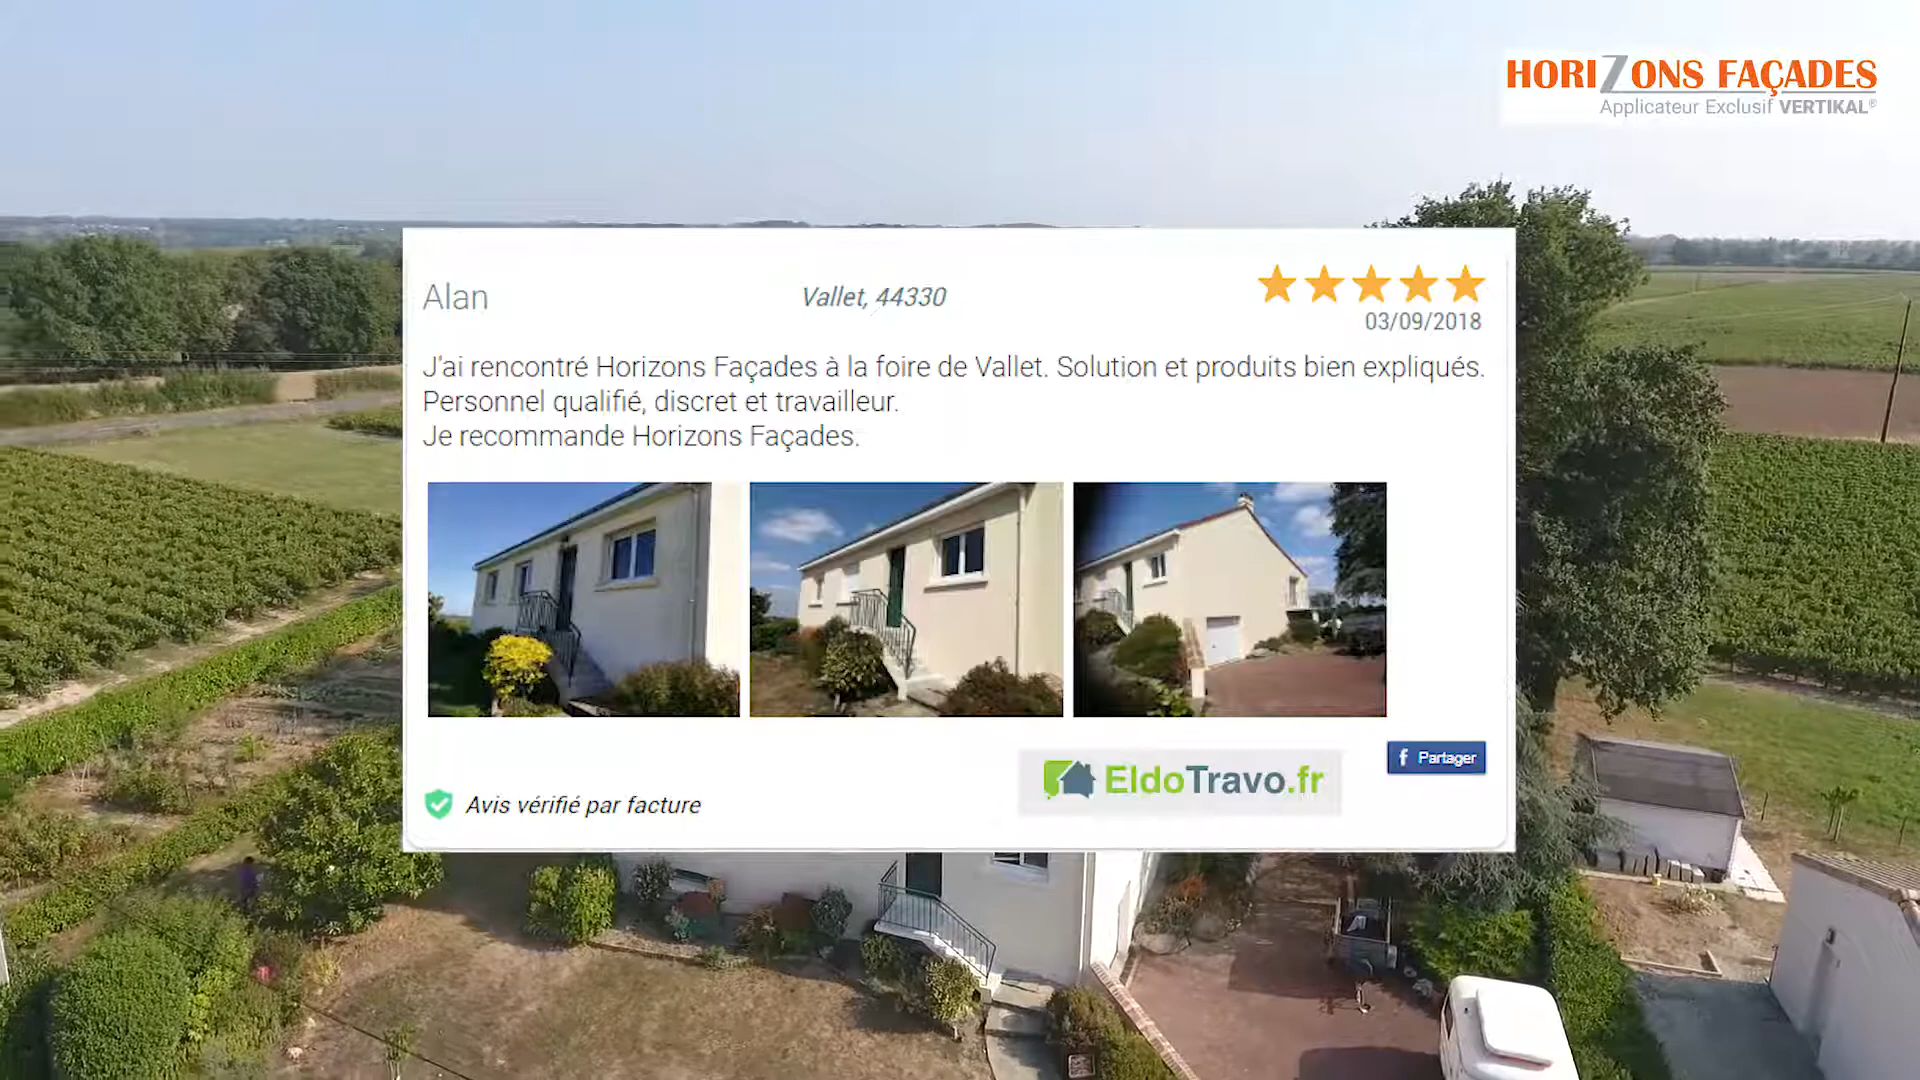 HORIZONS FAÇADES
Applicateur Exclusif VERTIKAL®
Alan
Vallet, 44330
03/09/2018
J'ai rencontré Horizons Façades à la foire de Vallet. Solution et produits bien expliqués.
Personnel qualifié, discret et travailleur.
Je recommande Horizons Façades.
f Partager
EldoTravo.fr
Avis vérifié par facture